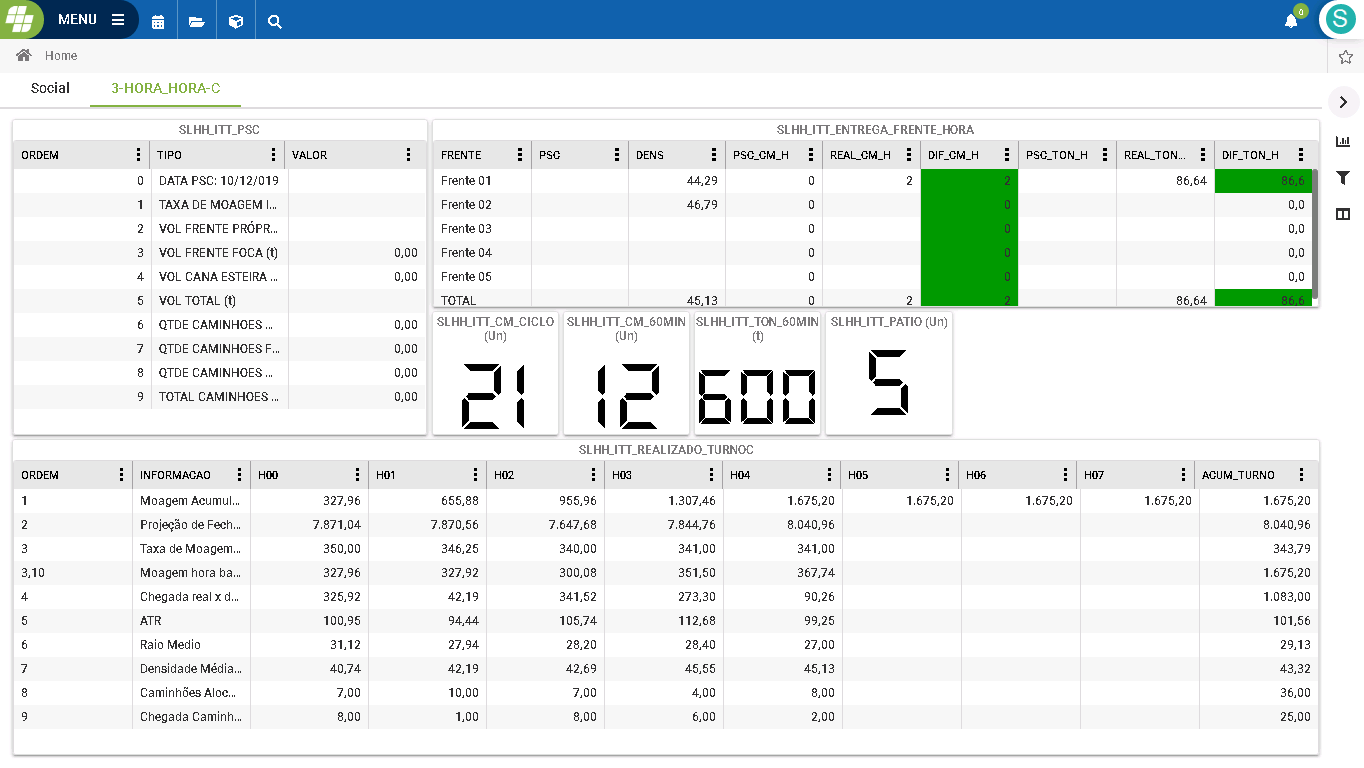 MENU
0
S
Home
Social 3-HORA_HORA-C
SLHH_ITT_PSC
ORDEM TIPO VALOR
0 DATA PSC: 10/12/019
1 TAXA DE MOAGEM I...
2 VOL FRENTE PRÓPR...
3 VOL FRENTE FOCA (t) 0,00
4 VOL CANA ESTEIRA ... 0,00
5 VOL TOTAL (t)
6 QTDE CAMINHOES ... 0,00
7 QTDE CAMINHOES F... 0,00
8 QTDE CAMINHOES ... 0,00
9 TOTAL CAMINHOES ... 0,00
SLHH_ITT_ENTREGA_FRENTE_HORA
FRENTE PSC DENS PSC_CM_H REAL_CM_H DIF_CM_H PSC_TON_H REAL_TON... DIF_TON_H
Frente 01 44,29 0 2 2 86,64 86,6
Frente 02 46,79 0 0 0,0
Frente 03 0 0 0,0
Frente 04 0 0 0,0
Frente 05 0 0 0,0
TOTAL 45,13 0 2 2 86,64 86,6
SLHH_ITT_CM_CICLO
(Un)
21
SLHH_ITT_CM_60MIN
(Un)
12
SLHH_ITT_TON_60MIN
(t)
600
SLHH_ITT_PATIO (Un)
5
SLHH_ITT_REALIZADO_TURNOC
ORDEM INFORMACAO H00 H01 H02 H03 H04 H05 H06 H07 ACUM_TURNO
1 Moagem Acumul... 327,96 655,88 955,96 1.307,46 1.675,20 1.675,20 1.675,20 1.675,20 1.675,20
2 Projeção de Fech... 7.871,04 7.870,56 7.647,68 7.844,76 8.040,96 8.040,96
3 Taxa de Moagem... 350,00 346,25 340,00 341,00 341,00 343,79
3,10 Moagem hora ba... 327,96 327,92 300,08 351,50 367,74 1.675,20
4 Chegada real x d... 325,92 42,19 341,52 273,30 90,26 1.083,00
5 ATR 100,95 94,44 105,74 112,68 99,25 101,56
6 Raio Medio 31,12 27,94 28,20 28,40 27,00 29,13
7 Densidade Média... 40,74 42,19 42,69 45,55 45,13 43,32
8 Caminhões Aloc... 7,00 10,00 7,00 4,00 8,00 36,00
9 Chegada Caminh... 8,00 1,00 8,00 6,00 2,00 25,00